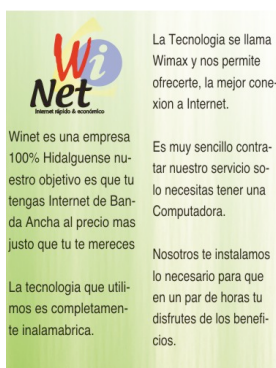 Wi
Net
Internet rápido & económico
Winet es una empresa
100% Hidalguense nu-
estro objetivo es que tu
tengas Internet de Ban-
da Ancha al precio mas
justo que tu te mereces
La tecnologia que utili-
mos es completamen-
te inalamabrica.
La Tecnologia se llama
Wimax y nos permite
ofrecerte, la mejor cone-
xion a Internet.
Es muy sencillo contra-
tar nuestro servicio so-
lo necesitas tener una
Computadora.
Nosotros te instalamos
lo necesario para que
en un par de horas tu
disfrutes de los benefi-
cios.